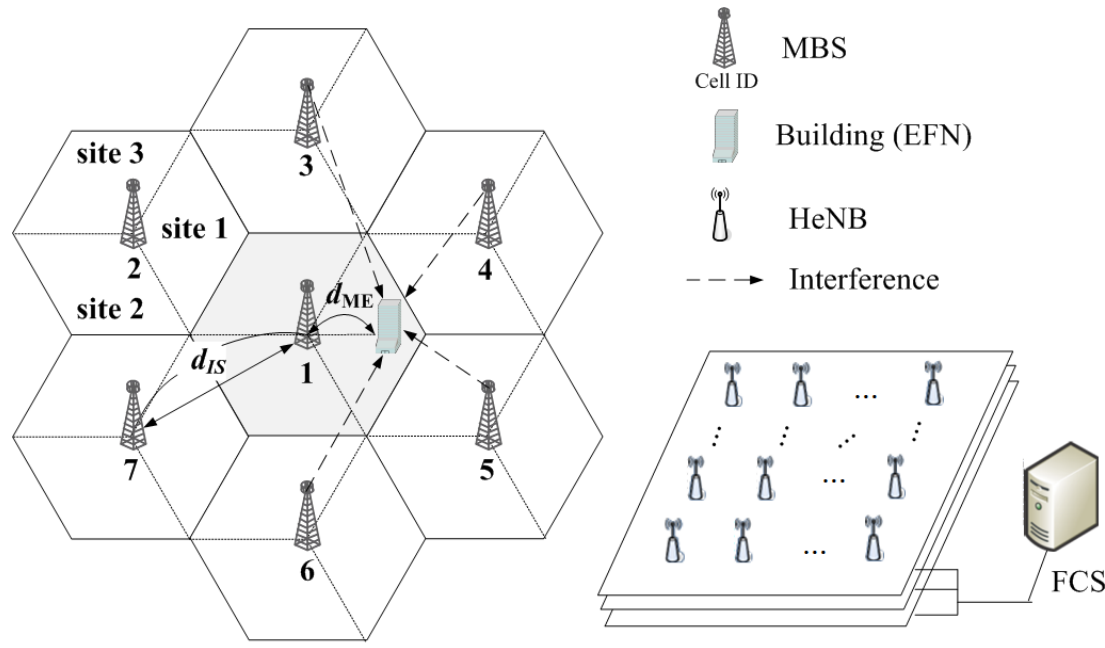 MBS
Cell ID
Building (EFN)
HeNB
Interference
3
site 3
2
site 1
4
site 2
d_ME
1
d_IS
7
5
6
...
...
...
...
...
...
...
FCS